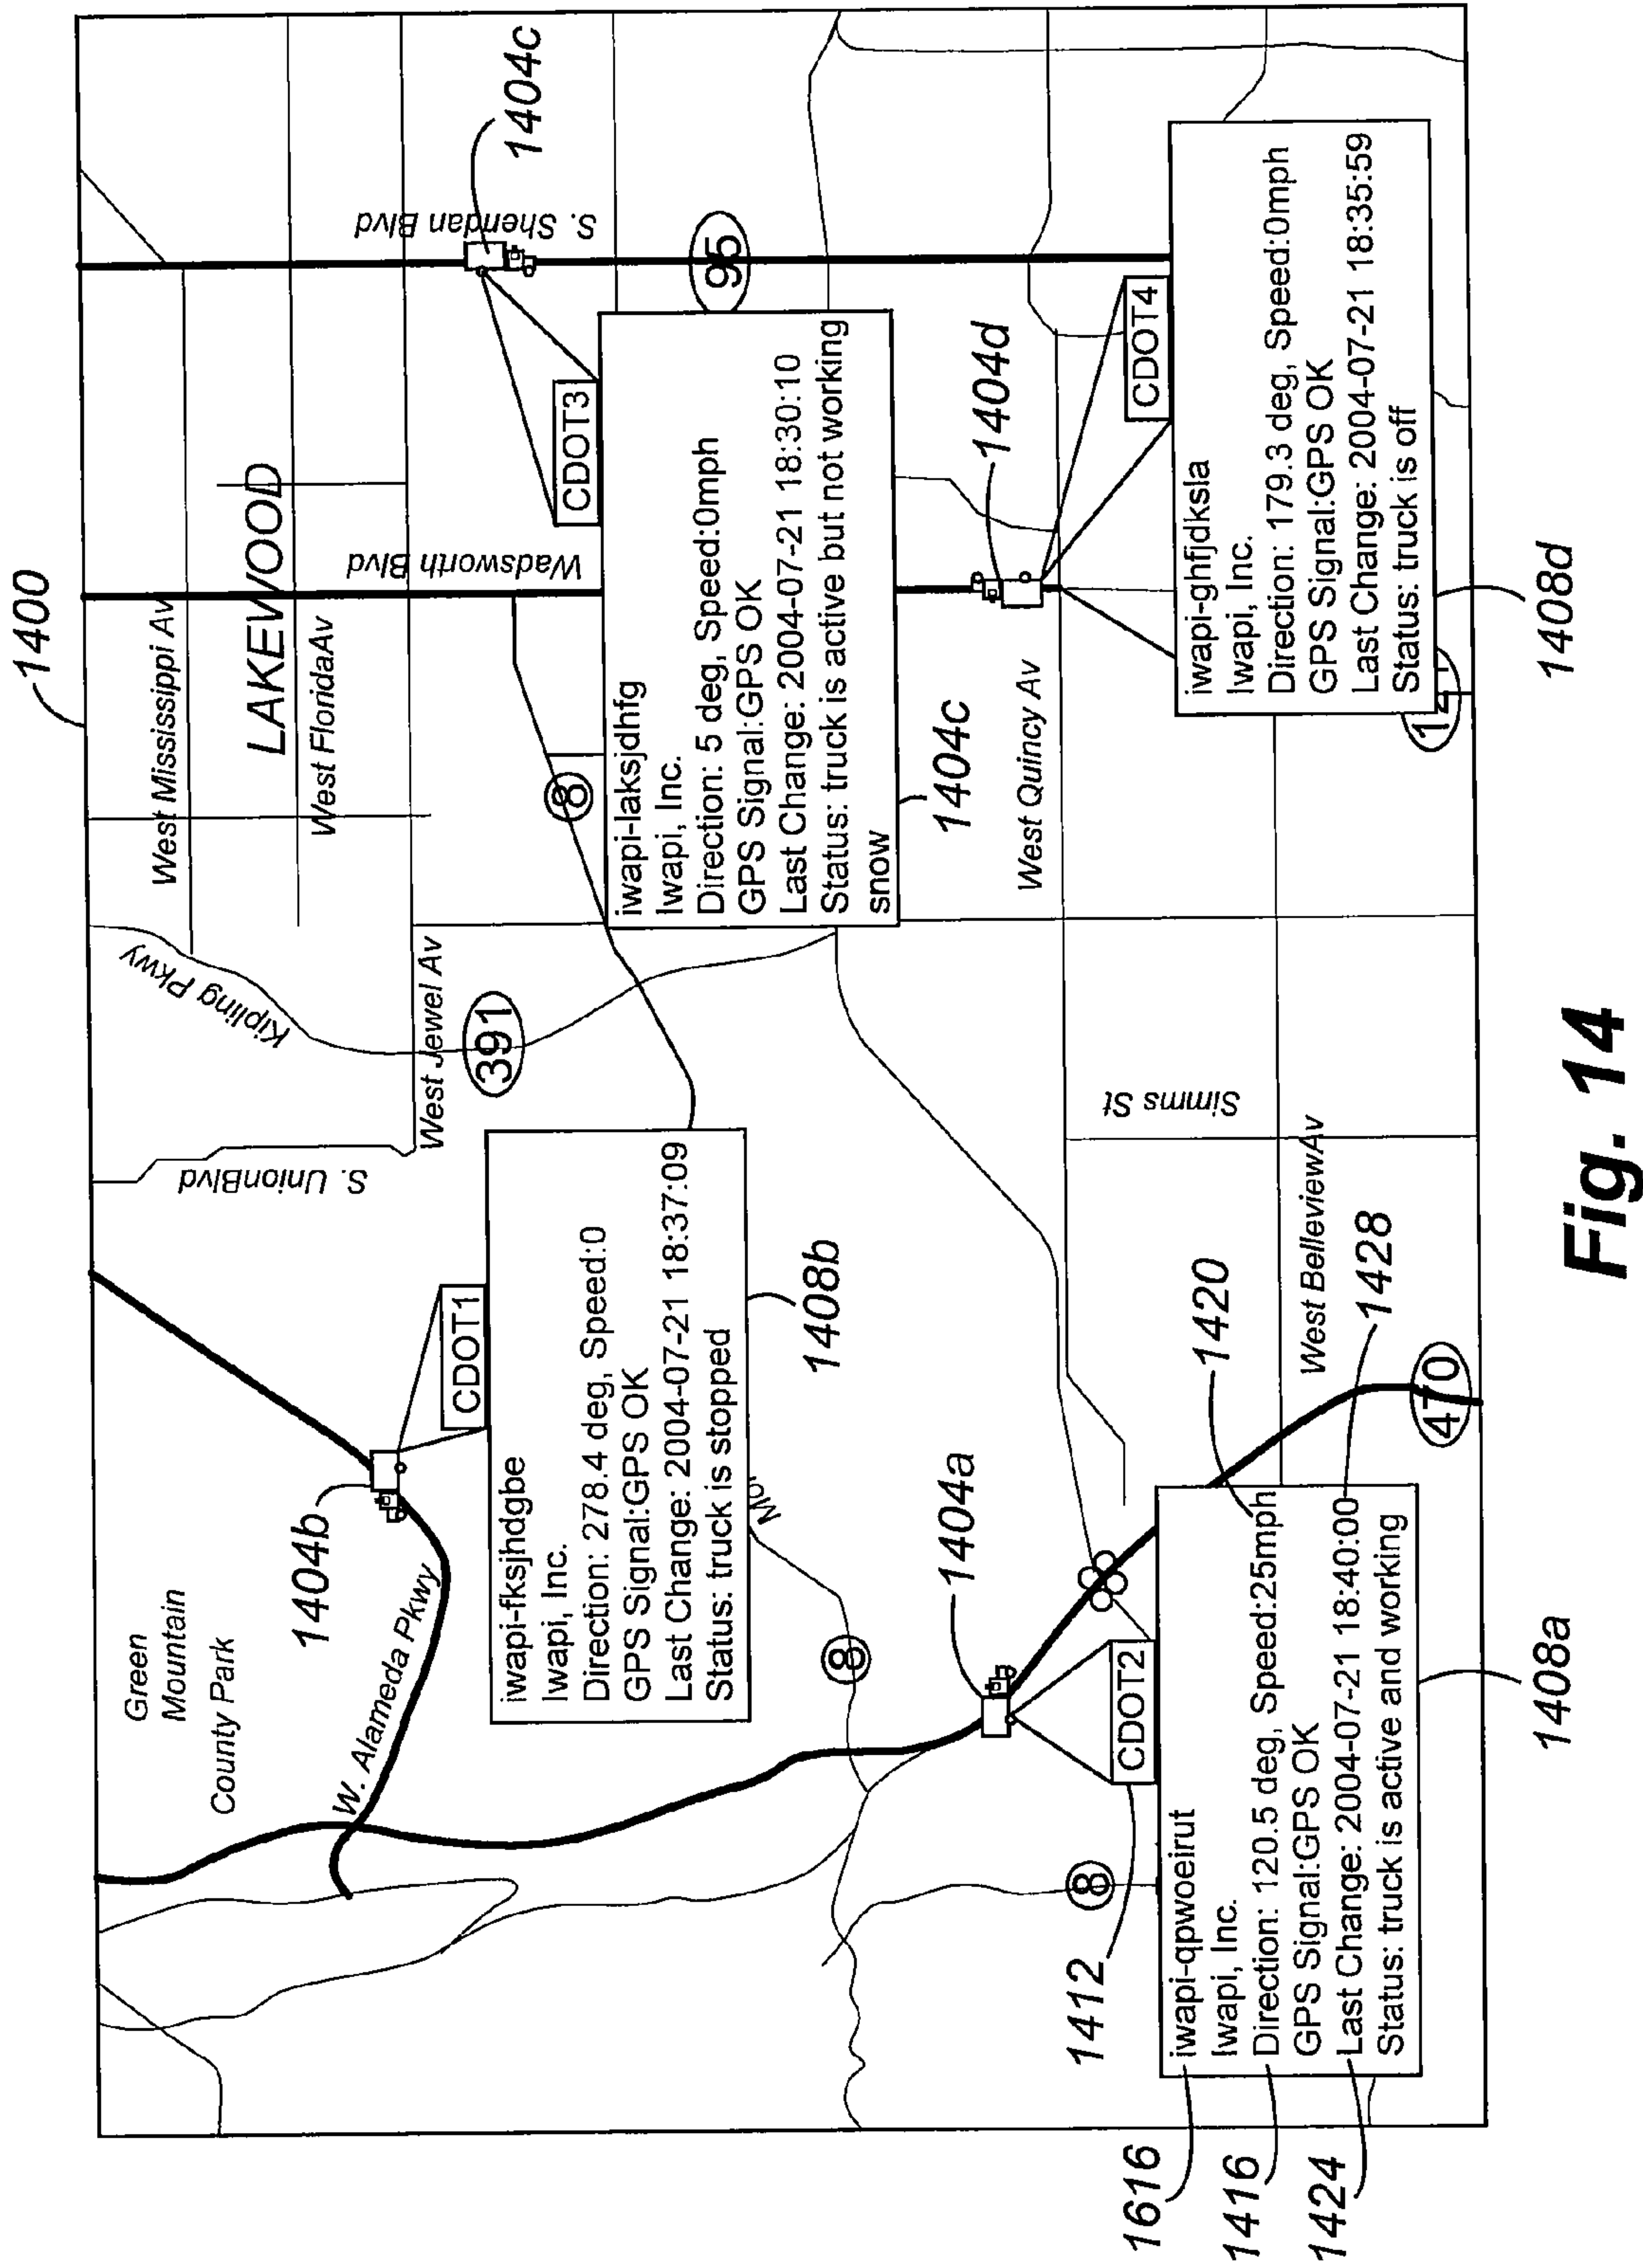 1400
West Mississippi Av
LAKEWOOD
West FloridaAv
Green
Mountain
County Park
W. Alameda Pkwy
S. UnionBlvd
Kipling Pkwy
West Jewel Av
391
Wadsworth Blvd
S. Sheridan Blvd
1404c
1404b
CDOT1
iwapi-fksjhdgbe
Iwapi, Inc.
Direction: 278.4 deg, Speed:0
GPS Signal:GPS OK
Last Change: 2004-07-21 18:37:09
Status: truck is stopped
1408b
8
CDOT3
iwapi-laksjdhfg
Iwapi, Inc.
Direction: 5 deg, Speed:0mph
GPS Signal:GPS OK
Last Change: 2004-07-21 18:30:10
Status: truck is active but not working
snow
1404c
95
8
1404a
1404d
West Quincy Av
Simms St
8
1412
CDOT2
iwapi-qpwoeirut
Iwapi, Inc.
Direction: 120.5 deg, Speed:25mph
GPS Signal:GPS OK
Last Change: 2004-07-21 18:40:00
Status: truck is active and working
1616
1416
1424
1420
1428
1408a
West BelleviewAv
470
CDOT4
iwapi-ghfjdksla
Iwapi, Inc.
Direction: 179.3 deg, Speed:0mph
GPS Signal:GPS OK
Last Change: 2004-07-21 18:35:59
Status: truck is off
1408d
Fig. 14